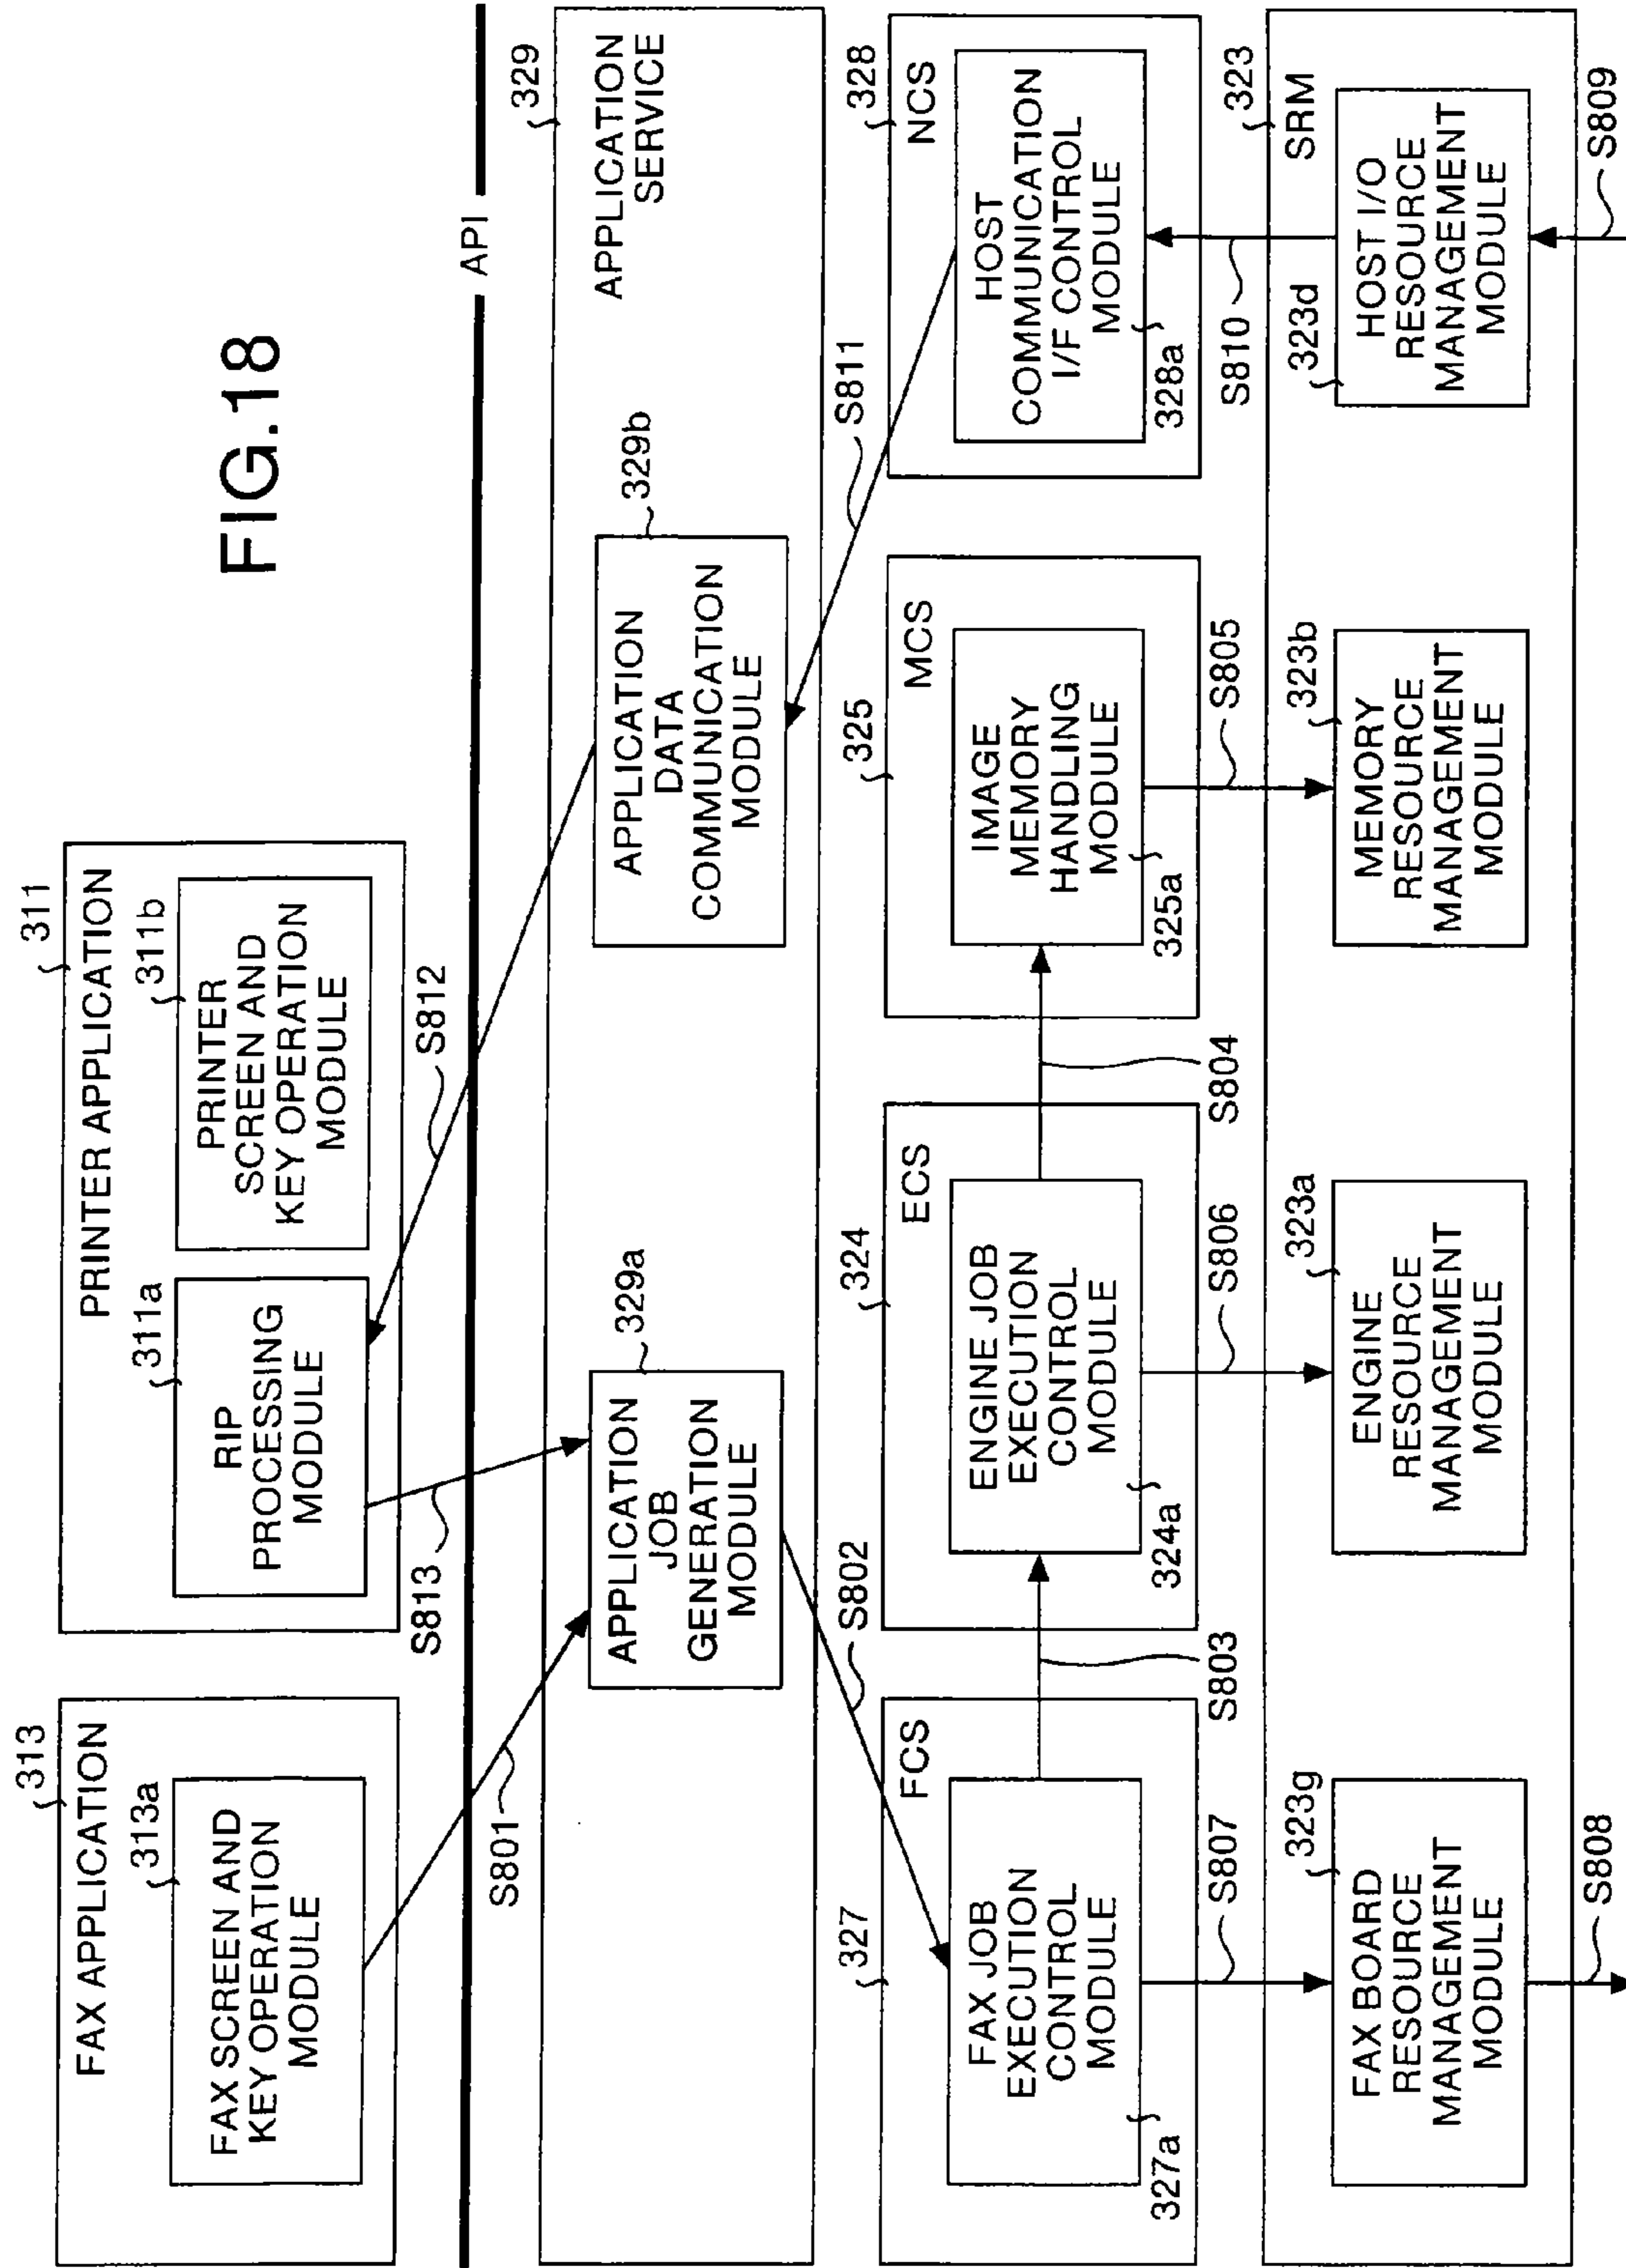 FIG.18
313
FAX APPLICATION
313a
FAX SCREEN AND
KEY OPERATION
MODULE
311
PRINTER APPLICATION
311a
RIP
PROCESSING
MODULE
311b
PRINTER
SCREEN AND
KEY OPERATION
MODULE
S801
S813
S812
API
329
APPLICATION
SERVICE
329a
APPLICATION
JOB
GENERATION
MODULE
329b
APPLICATION
DATA
COMMUNICATION
MODULE
S802
S811
327
FCS
FAX JOB
EXECUTION
CONTROL
MODULE
327a
S803
324
ECS
ENGINE JOB
EXECUTION
CONTROL
MODULE
324a
S804
325
MCS
IMAGE
MEMORY
HANDLING
MODULE
325a
328
NCS
HOST
COMMUNICATION
I/F CONTROL
MODULE
328a
S807
S806
S805
S810
323
SRM
323g
FAX BOARD
RESOURCE
MANAGEMENT
MODULE
323a
ENGINE
RESOURCE
MANAGEMENT
MODULE
323b
MEMORY
RESOURCE
MANAGEMENT
MODULE
323d
HOST I/O
RESOURCE
MANAGEMENT
MODULE
S808
S809